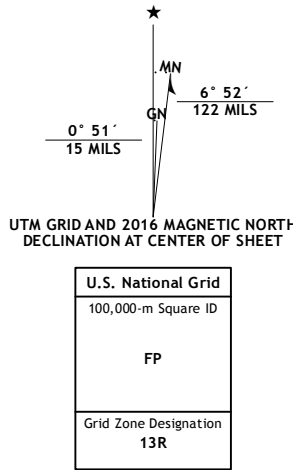 ★
MN
GN
6° 52´
122 MILS
0° 51´
15 MILS
UTM GRID AND 2016 MAGNETIC NORTH
DECLINATION AT CENTER OF SHEET
U.S. National Grid
100,000-m Square ID
FP
Grid Zone Designation
13R